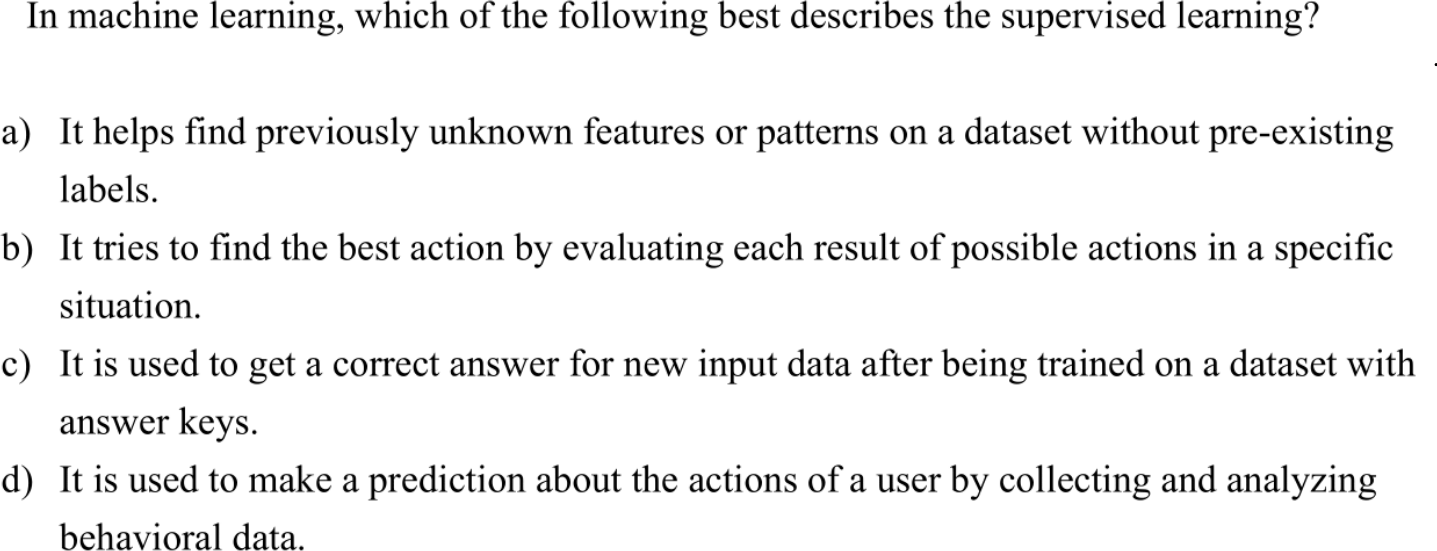 In machine learning, which of the following best describes the supervised learning?
a) It helps find previously unknown features or patterns on a dataset without pre-existing
labels.
b) It tries to find the best action by evaluating each result of possible actions in a specific
situation.
c) It is used to get a correct answer for new input data after being trained on a dataset with
answer keys.
d) It is used to make a prediction about the actions of a user by collecting and analyzing
behavioral data.